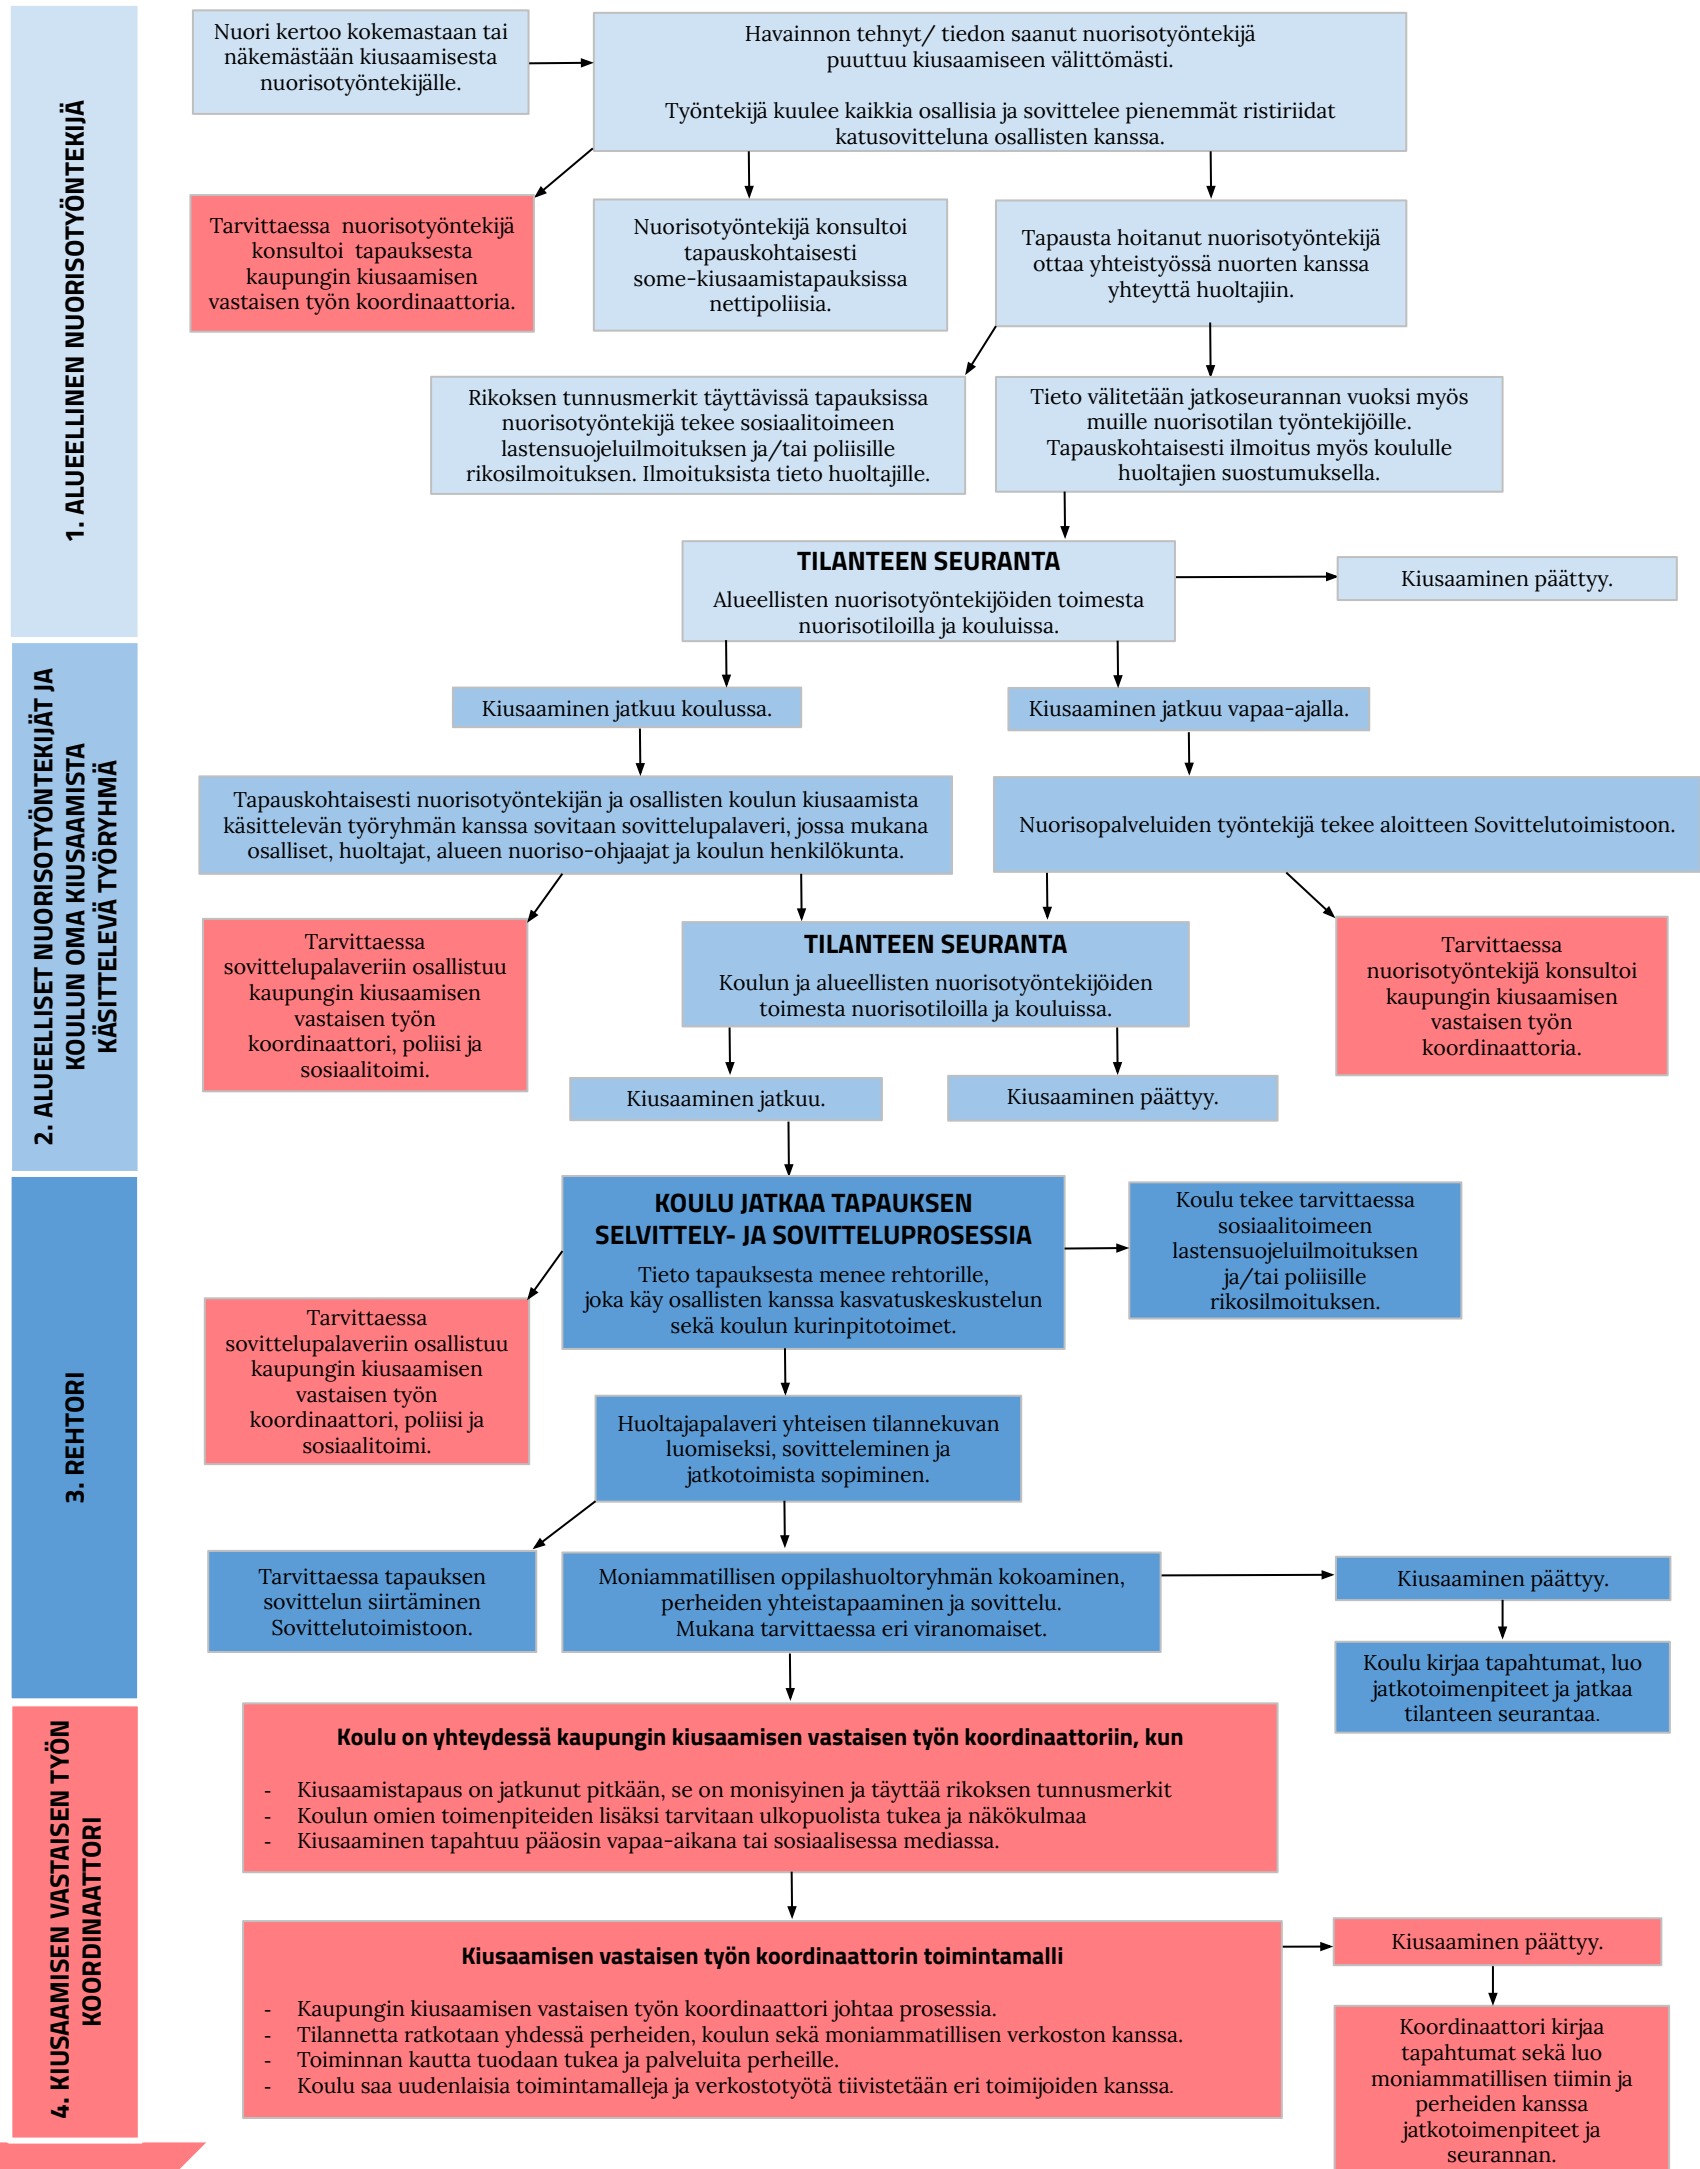 1. ALUEELLINEN NUORISOTYÖNTEKIJÄ
Nuori kertoo kokemastaan tai
näkemästään kiusaamisesta
nuorisotyöntekijälle.
Havainnon tehnyt/ tiedon saanut nuorisotyöntekijä
puuttuu kiusaamiseen välittömästi.
Työntekijä kuulee kaikkia osallisia ja sovittelee pienemmät ristiriidat
katusovitteluna osallisten kanssa.
Tarvittaessa nuorisotyöntekijä
konsultoi tapauksesta
kaupungin kiusaamisen
vastaisen työn koordinaattoria.
Nuorisotyöntekijä konsultoi
tapauskohtaisesti
some-kiusaamistapauksissa
nettipoliisia.
Tapausta hoitanut nuorisotyöntekijä
ottaa yhteistyössä nuorten kanssa
yhteyttä huoltajiin.
Rikoksen tunnusmerkit täyttävissä tapauksissa
nuorisotyöntekijä tekee sosiaalitoimeen
lastensuojeluilmoituksen ja/tai poliisille
rikosilmoituksen. Ilmoituksista tieto huoltajille.
Tieto välitetään jatkoseurannan vuoksi myös
muille nuorisotilan työntekijöille.
Tapauskohtaisesti ilmoitus myös koululle
huoltajien suostumuksella.
TILANTEEN SEURANTA
Alueellisten nuorisotyöntekijöiden toimesta
nuorisotiloilla ja kouluissa.
Kiusaaminen päättyy.
2. ALUEELLISET NUORISOTYÖNTEKIJÄT JA
KOULUN OMA KIUSAAMISTA
KÄSITTELEVÄ TYÖRYHMÄ
Kiusaaminen jatkuu koulussa.
Kiusaaminen jatkuu vapaa-ajalla.
Tapauskohtaisesti nuorisotyöntekijän ja osallisten koulun kiusaamista
käsittelevän työryhmän kanssa sovitaan sovittelupalaveri, jossa mukana
osalliset, huoltajat, alueen nuoriso-ohjaajat ja koulun henkilökunta.
Nuorisopalveluiden työntekijä tekee aloitteen Sovittelutoimistoon.
Tarvittaessa
sovittelupalaveriin osallistuu
kaupungin kiusaamisen
vastaisen työn
koordinaattori, poliisi ja
sosiaalitoimi.
TILANTEEN SEURANTA
Koulun ja alueellisten nuorisotyöntekijöiden
toimesta nuorisotiloilla ja kouluissa.
Tarvittaessa
nuorisotyöntekijä konsultoi
kaupungin kiusaamisen
vastaisen työn
koordinaattoria.
Kiusaaminen jatkuu.
Kiusaaminen päättyy.
3. REHTORI
KOULU JATKAA TAPAUKSEN
SELVITTELY- JA SOVITTELUPROSESSIA
Tieto tapauksesta menee rehtorille,
joka käy osallisten kanssa kasvatuskeskustelun
sekä koulun kurinpitotoimet.
Koulu tekee tarvittaessa
sosiaalitoimeen
lastensuojeluilmoituksen
ja/tai poliisille
rikosilmoituksen.
Tarvittaessa
sovittelupalaveriin osallistuu
kaupungin kiusaamisen
vastaisen työn
koordinaattori, poliisi ja
sosiaalitoimi.
Huoltajapalaveri yhteisen tilannekuvan
luomiseksi, sovitteleminen ja
jatkotoimista sopiminen.
Tarvittaessa tapauksen
sovittelun siirtäminen
Sovittelutoimistoon.
Moniammatillisen oppilashuoltoryhmän kokoaminen,
perheiden yhteistapaaminen ja sovittelu.
Mukana tarvittaessa eri viranomaiset.
Kiusaaminen päättyy.
Koulu kirjaa tapahtumat, luo
jatkotoimenpiteet ja jatkaa
tilanteen seurantaa.
4. KIUSAAMISEN VASTAISEN TYÖN
KOORDINAATTORI
Koulu on yhteydessä kaupungin kiusaamisen vastaisen työn koordinaattoriin, kun
- Kiusaamistapaus on jatkunut pitkään, se on monisyinen ja täyttää rikoksen tunnusmerkit
- Koulun omien toimenpiteiden lisäksi tarvitaan ulkopuolista tukea ja näkökulmaa
- Kiusaaminen tapahtuu pääosin vapaa-aikana tai sosiaalisessa mediassa.
Kiusaamisen vastaisen työn koordinaattorin toimintamalli
- Kaupungin kiusaamisen vastaisen työn koordinaattori johtaa prosessia.
- Tilannetta ratkotaan yhdessä perheiden, koulun sekä moniammatillisen verkoston kanssa.
- Toiminnan kautta tuodaan tukea ja palveluita perheille.
- Koulu saa uudenlaisia toimintamalleja ja verkostotyötä tiivistetään eri toimijoiden kanssa.
Kiusaaminen päättyy.
Koordinaattori kirjaa
tapahtumat sekä luo
moniammatillisen tiimin ja
perheiden kanssa
jatkotoimenpiteet ja
seurannan.